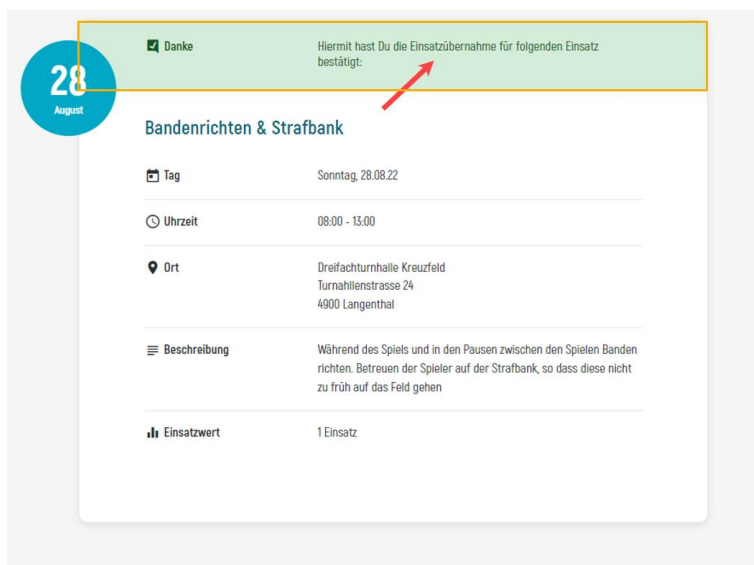 28
August
Danke
Hiermit hast Du die Einsatzübernahme für folgenden Einsatz
bestätigt:
Bandenrichten & Strafbank
Tag
Sonntag, 28.08.22
Uhrzeit
08:00 - 13:00
Ort
Dreifachturnhalle Kreuzfeld
Turnahllenstrasse 24
4900 Langenthal
Beschreibung
Während des Spiels und in den Pausen zwischen den Spielen Banden
richten. Betreuen der Spieler auf der Strafbank, so dass diese nicht
zu früh auf das Feld gehen
Einsatzwert
1 Einsatz